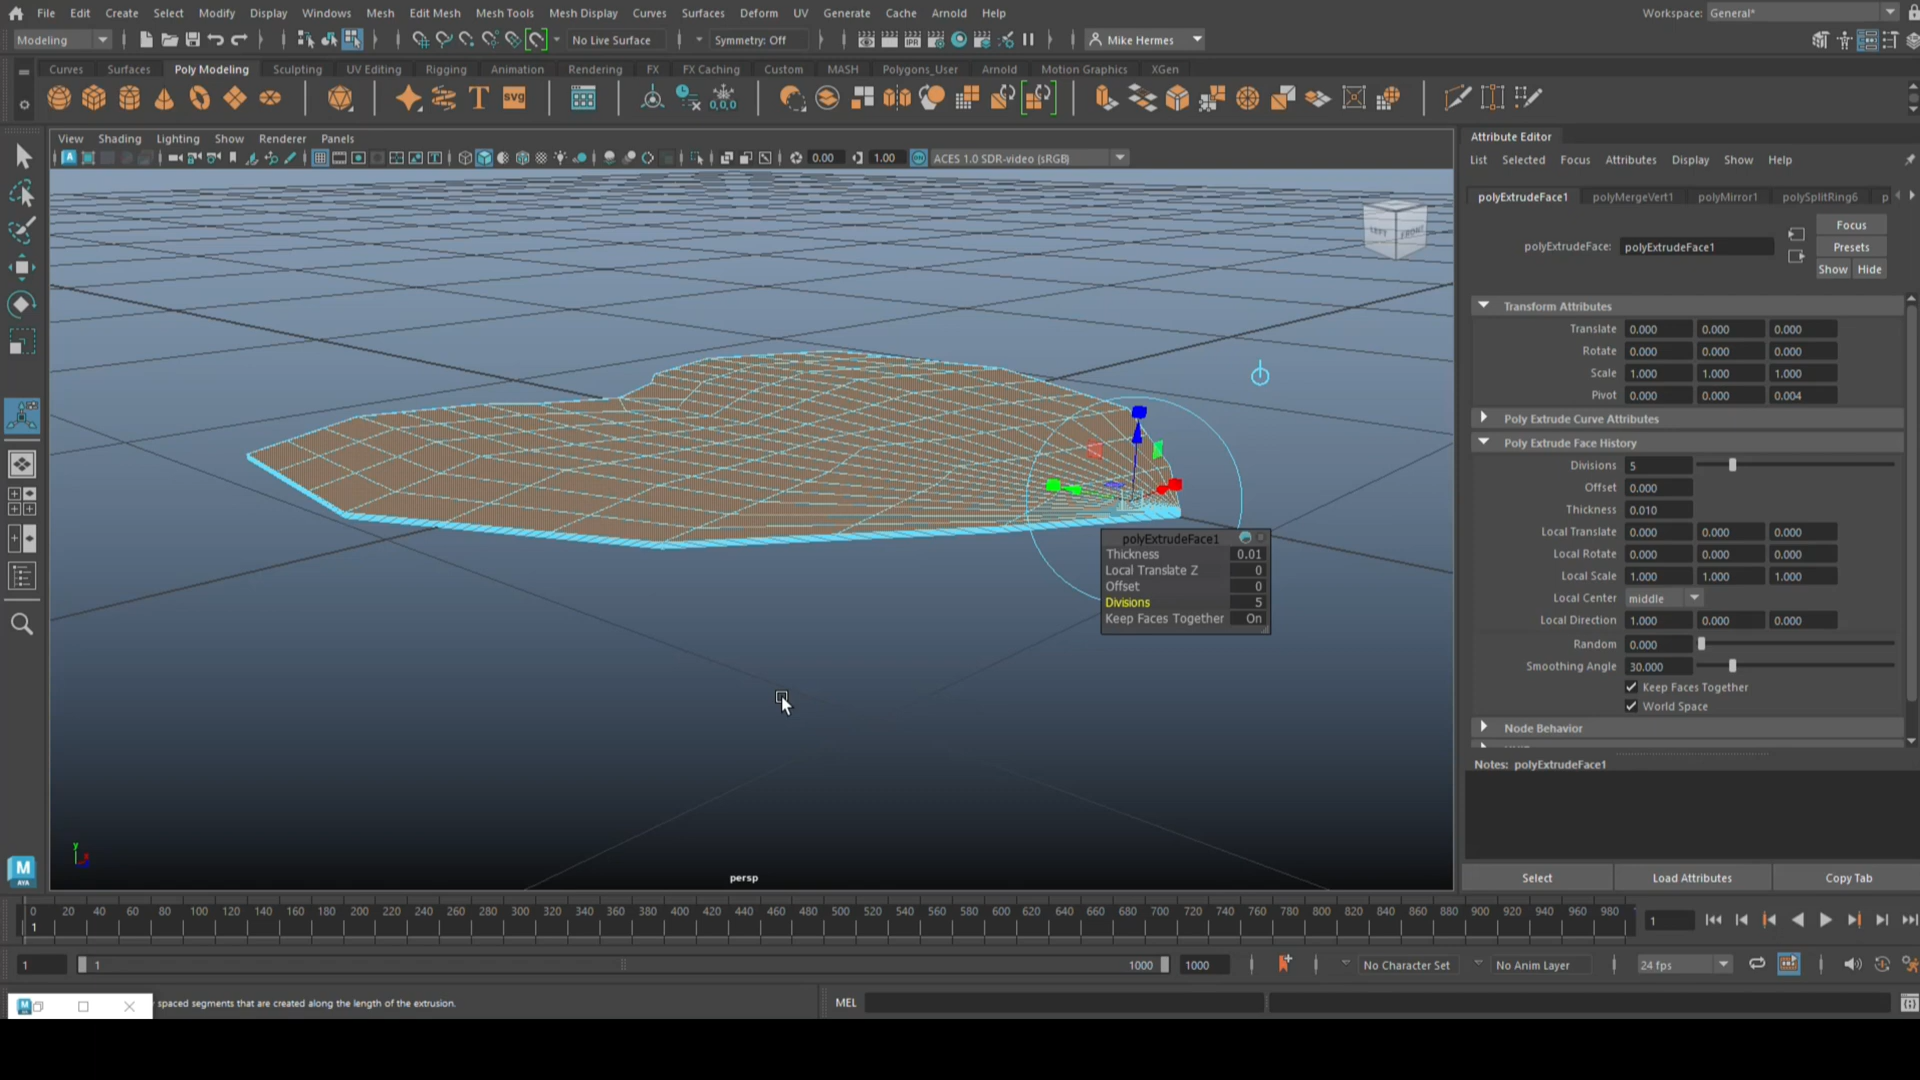 File Edit Create Select Modify Display Windows Mesh Edit Mesh Mesh Tools Mesh Display Curves Surfaces Deform UV Generate Cache Arnold Help Workspace: General*
Modeling No Live Surface Symmetry: Off IPR Mike Hermes
Curves Surfaces Poly Modeling Sculpting UV Editing Rigging Animation Rendering FX FX Caching Custom MASH Polygons_User Arnold Motion Graphics XGen
T SVG 0,0,0
View Shading Lighting Show Renderer Panels
0.00 1.00 ACES 1.0 SDR-video (sRGB)
Attribute Editor
List Selected Focus Attributes Display Show Help
polyExtrudeFace1 polyMergeVert1 polyMirror1 polySplitRing6 p
polyExtrudeFace: polyExtrudeFace1
Focus
Presets
Show Hide
LEFT FRONT
Transform Attributes
Translate 0.000 0.000 0.000
Rotate 0.000 0.000 0.000
Scale 1.000 1.000 1.000
Pivot 0.000 0.000 0.004
Poly Extrude Curve Attributes
Poly Extrude Face History
Divisions 5
Offset 0.000
Thickness 0.010
Local Translate 0.000 0.000 0.000
Local Rotate 0.000 0.000 0.000
Local Scale 1.000 1.000 1.000
Local Center middle
Local Direction 1.000 0.000 0.000
Random 0.000
Smoothing Angle 30.000
Keep Faces Together
World Space
Node Behavior
Notes: polyExtrudeFace1
Select Load Attributes Copy Tab
polyExtrudeFace1
Thickness 0.01
Local Translate Z 0
Offset 0
Divisions 5
Keep Faces Together On
y
persp
M
AYA
0 20 40 60 80 100 120 140 160 180 200 220 240 260 280 300 320 340 360 380 400 420 440 460 480 500 520 540 560 580 600 620 640 660 680 700 720 740 760 780 800 820 840 860 880 900 920 940 960 980
1 1
1 1 1000 1000 No Character Set No Anim Layer 24 fps
spaced segments that are created along the length of the extrusion. MEL